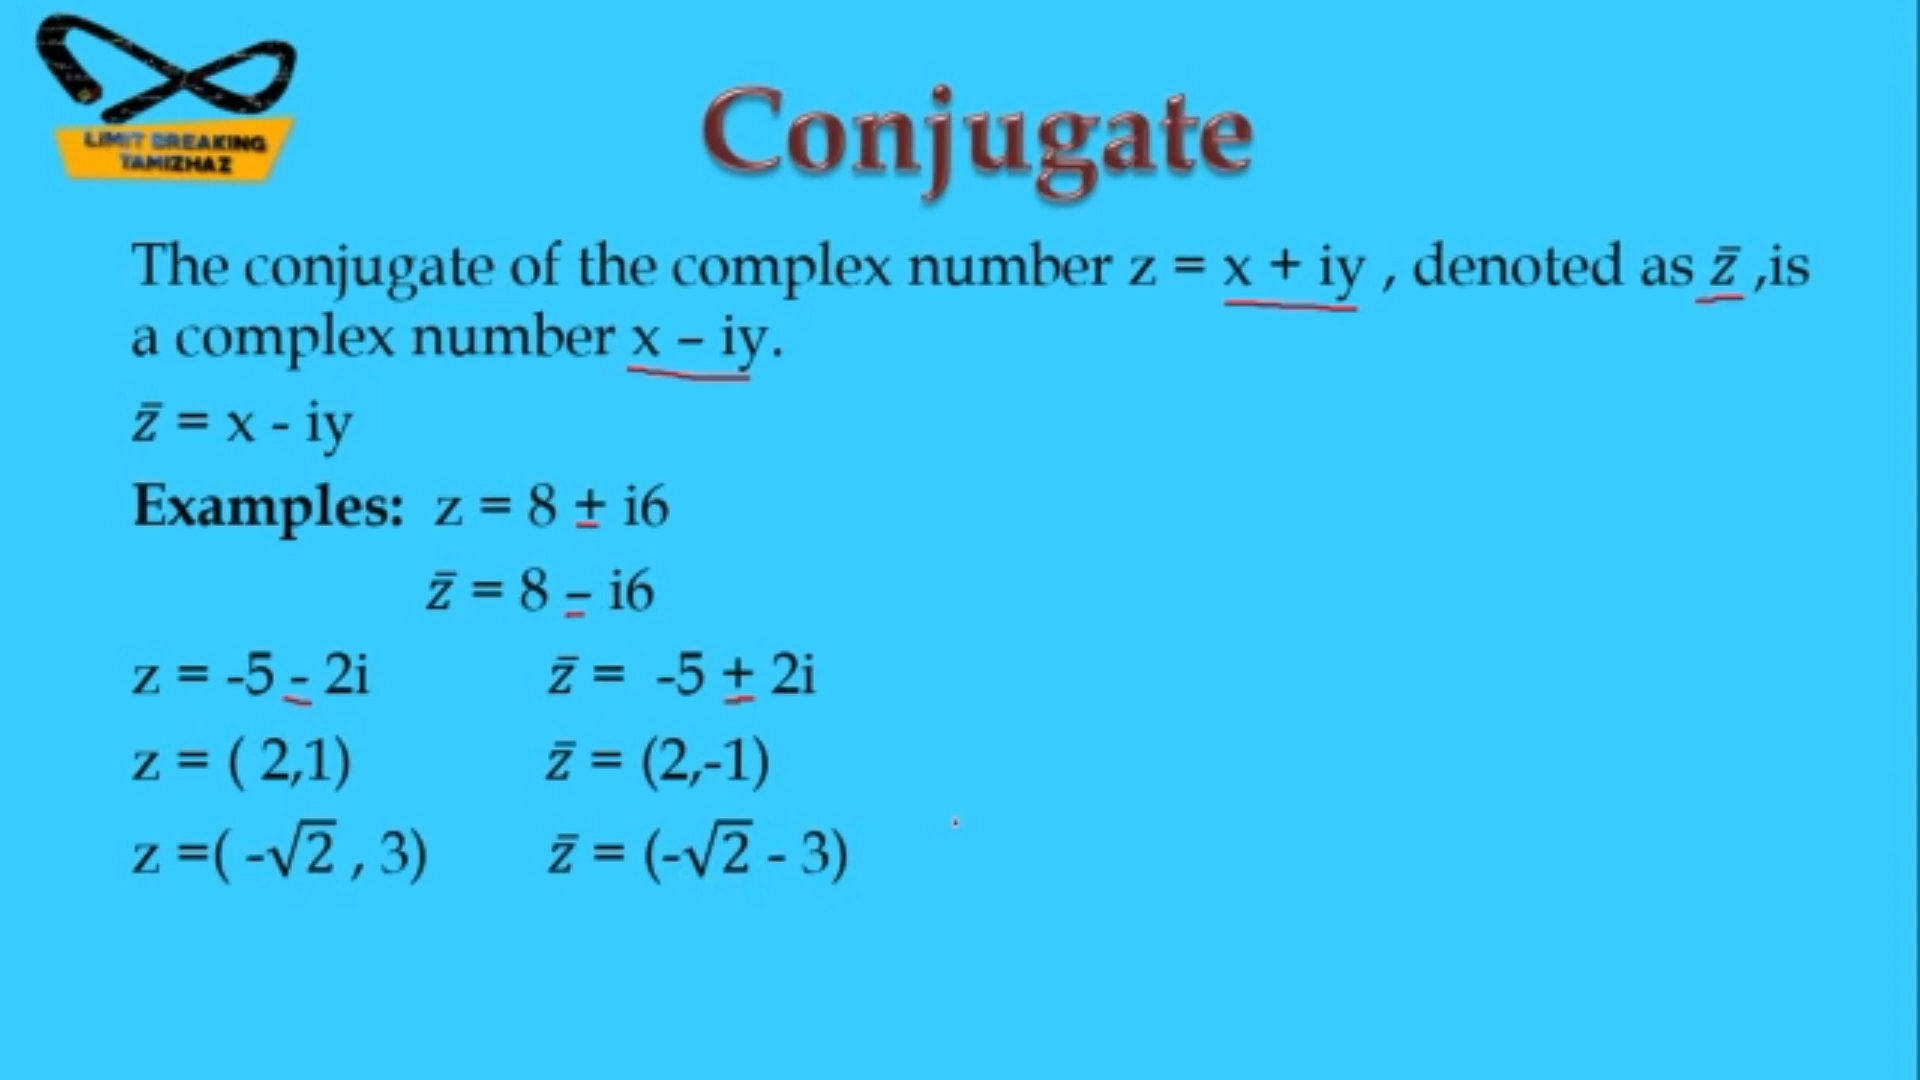 LIMIT BREAKING
TAMIZHAZ
Conjugate
The conjugate of the complex number z = x + iy , denoted as z̄ ,is
a complex number x – iy.
z̄ = x - iy
Examples: z = 8 + i6
z̄ = 8 – i6
z = -5 - 2i z̄ = -5 + 2i
z = ( 2,1) z̄ = (2,-1)
z =( -√2 , 3) z̄ = (-√2 - 3)